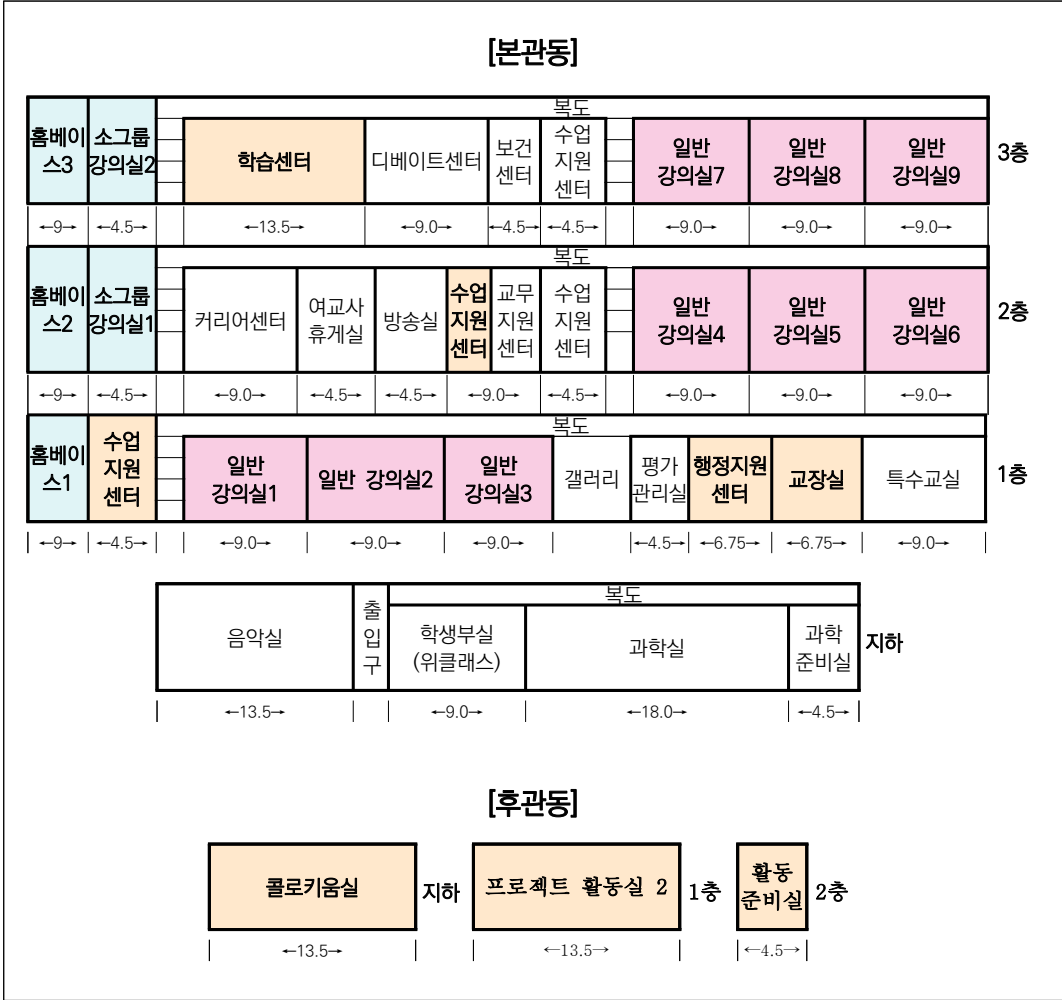 [본관동]
복도
홈베이
스3
소그룹
강의실2
학습센터
디베이트센터
보건
센터
수업
지원
센터
일반
강의실7
일반
강의실8
일반
강의실9
3층
←9→
←4.5→
←13.5→
←9.0→
←4.5→
←4.5→
←9.0→
←9.0→
←9.0→
복도
홈베이
스2
소그룹
강의실1
커리어센터
여교사
휴게실
방송실
수업
지원
센터
교무
지원
센터
수업
지원
센터
일반
강의실4
일반
강의실5
일반
강의실6
2층
←9→
←4.5→
←9.0→
←4.5→
←4.5→
←9.0→
←4.5→
←9.0→
←9.0→
←9.0→
복도
홈베이
스1
수업
지원
센터
일반
강의실1
일반 강의실2
일반
강의실3
갤러리
평가
관리실
행정지원
센터
교장실
특수교실
1층
←9→
←4.5→
←9.0→
←9.0→
←9.0→
←4.5→
←6.75→
←6.75→
←9.0→
음악실
출
입
구
복도
학생부실
(위클래스)
과학실
과학
준비실
지하
←13.5→
←9.0→
←18.0→
←4.5→
[후관동]
콜로키움실
지하
프로젝트 활동실 2
1층
활동
준비실
2층
←13.5→
←13.5→
←4.5→